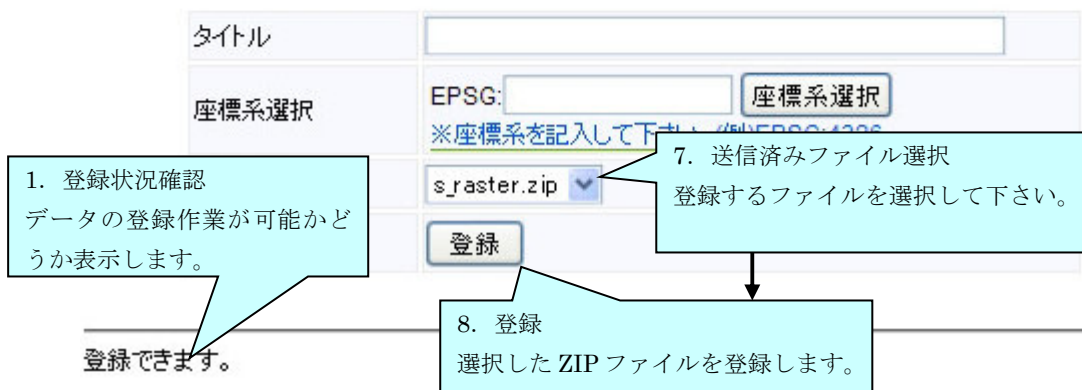 タイトル
座標系選択
EPSG:
座標系選択
※座標系を記入して下さい
s_raster.zip
登録
1. 登録状況確認
データの登録作業が可能かど
うか表示します。
7. 送信済みファイル選択
登録するファイルを選択して下さい。
8. 登録
選択した ZIP ファイルを登録します。
登録できます。